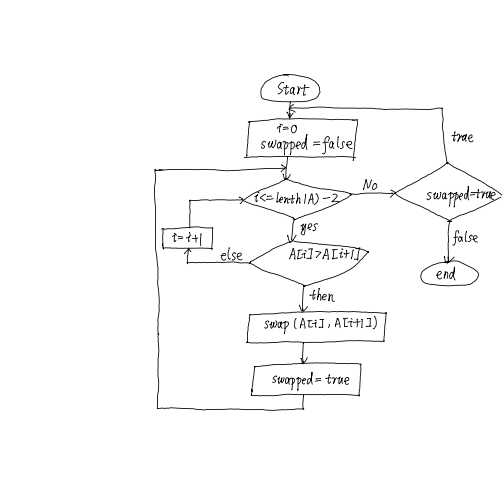 Start
i=0
swapped=false
i<=lenth(A)-2
No
swapped=true
true
false
end
yes
A[i]>A[i+1]
else
i=i+1
then
swap(A[i],A[i+1])
swapped=true